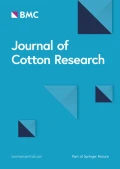 BMC
Journal of
Cotton Research
Part of Springer Nature